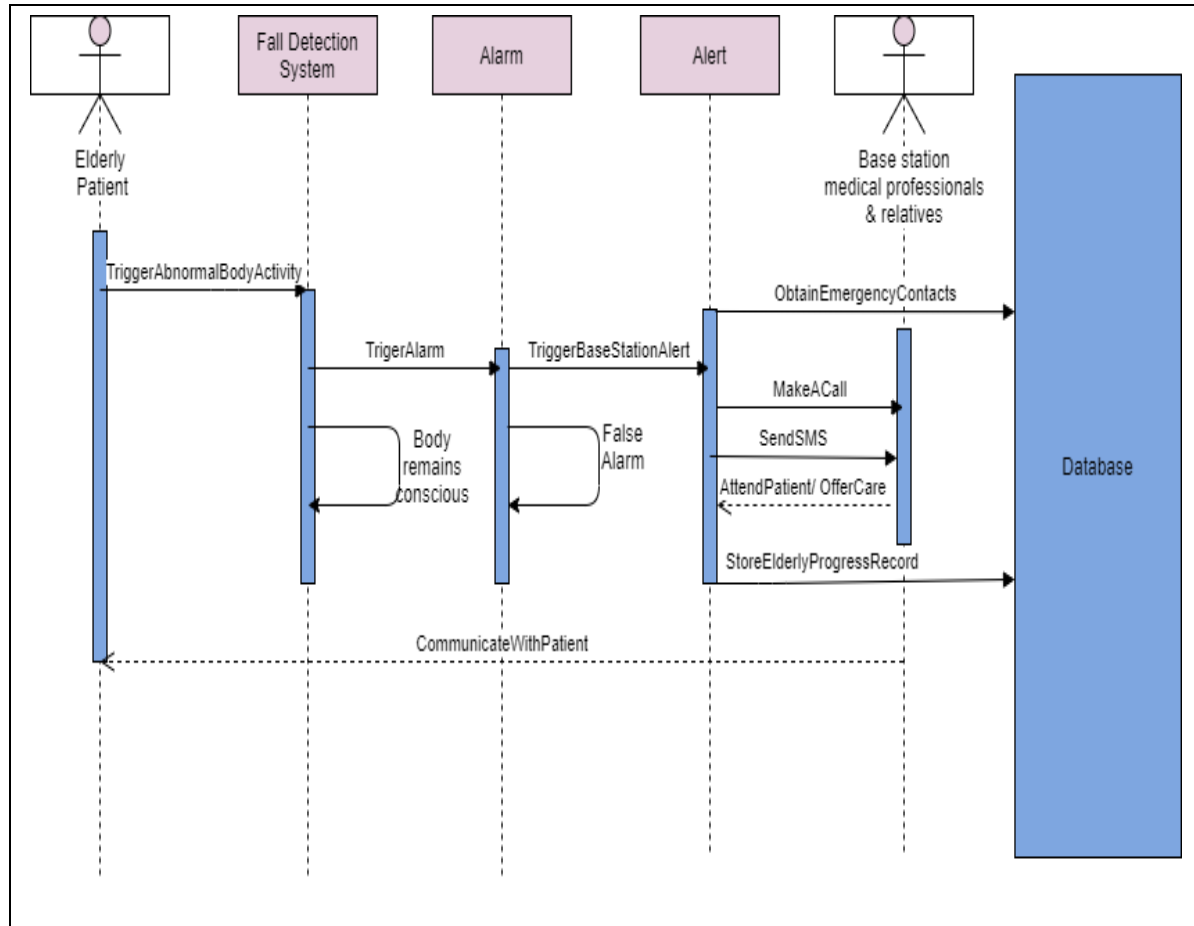 Fall Detection
System
Alarm
Alert
Elderly
Patient
Base station
medical professionals
& relatives
TriggerAbnormalBodyActivity
ObtainEmergencyContacts
TrigerAlarm
TriggerBaseStationAlert
MakeACall
Body
remains
conscious
False
Alarm
SendSMS
Database
AttendPatient/ OfferCare
StoreElderlyProgressRecord
CommunicateWithPatient